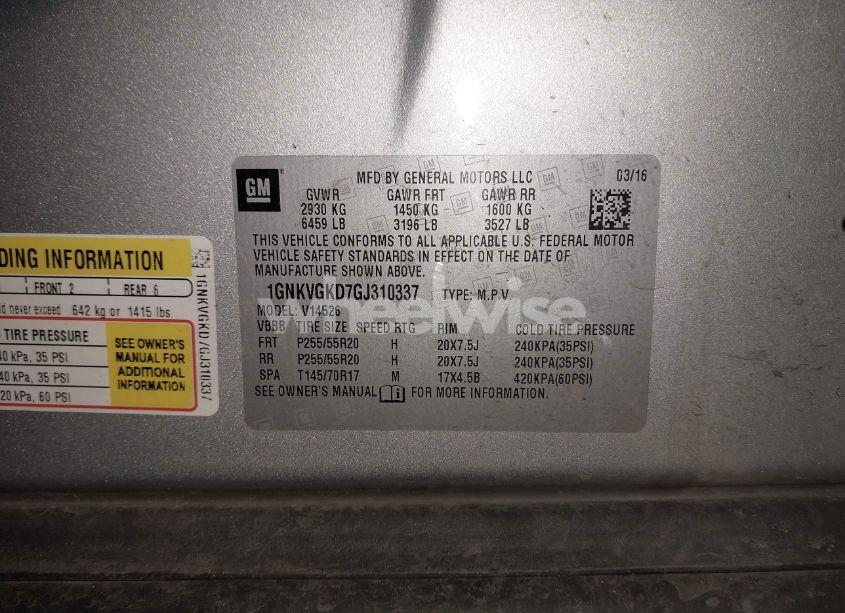 GM
MFD BY GENERAL MOTORS LLC 03/16
GVWR GAWR FRT GAWR RR
2930 KG 1450 KG 1600 KG
6459 LB 3196 LB 3527 LB
THIS VEHICLE CONFORMS TO ALL APPLICABLE U.S. FEDERAL MOTOR
VEHICLE SAFETY STANDARDS IN EFFECT ON THE DATE OF
MANUFACTURE SHOWN ABOVE.
1GNKVGKD7GJ310337 TYPE: M.P.V
MODEL: V14526
VBBB TIRE SIZE SPEED RTG RIM COLD TIRE PRESSURE
FRT P255/55R20 H 20X7.5J 240KPA(35PSI)
RR P255/55R20 H 20X7.5J 240KPA(35PSI)
SPA T145/70R17 M 17X4.5B 420KPA(60PSI)
SEE OWNER'S MANUAL FOR MORE INFORMATION.
wheelwise
DING INFORMATION
FRONT 2 REAR 6
ld never exceed 642 kg or 1415 lbs
TIRE PRESSURE
40 kPa, 35 PSI
40 kPa, 35 PSI
20 kPa, 60 PSI
SEE OWNER'S
MANUAL FOR
ADDITIONAL
INFORMATION
1GNKVGKD7GJ310337